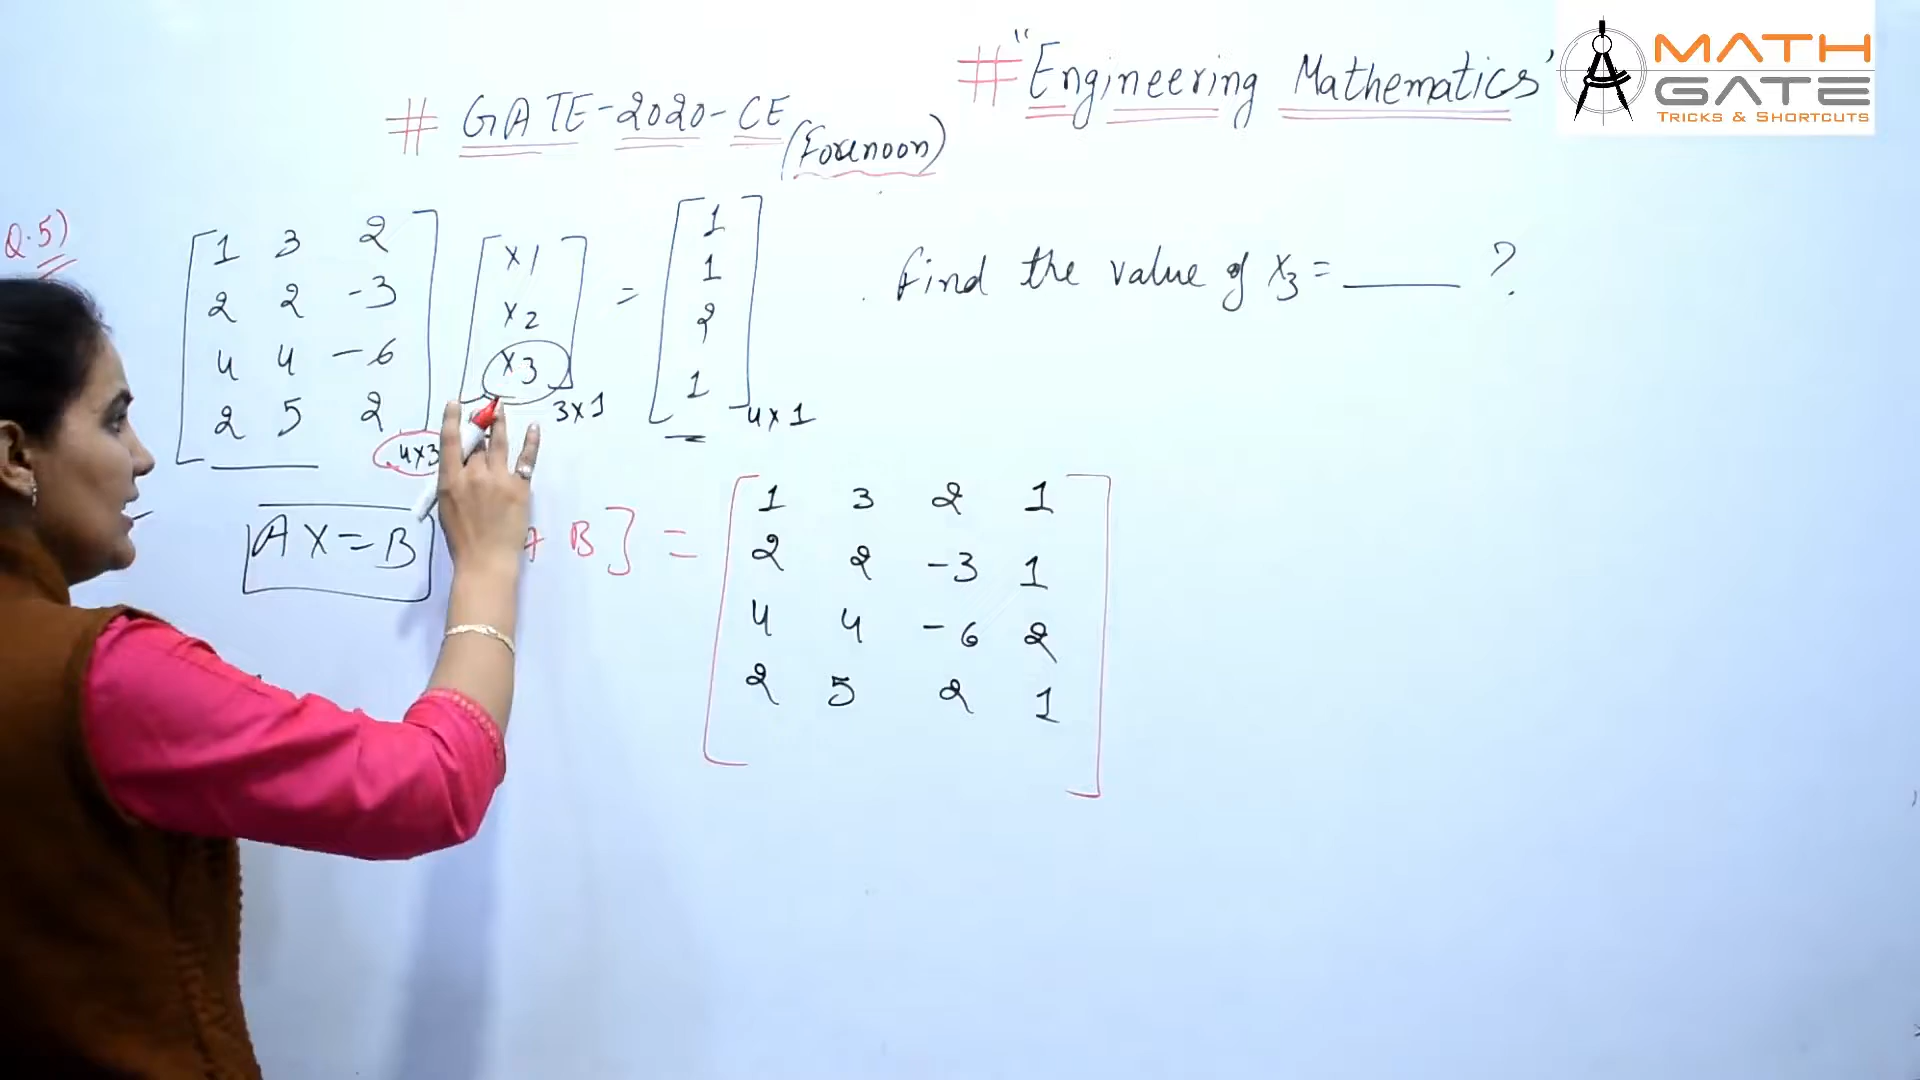 # "Engineering Mathematics'
MATH
GATE
TRICKS & SHORTCUTS
# GATE-2020-CE
(Forenoon)
Q.5)
1 3 2 x1 1
2 2 -3 x2 = 1
4 4 -6 x3 2
2 5 2 1
4x3 3x1 4x1
find the value of x3 = ____ ?
AX=B B] =
1 3 2 1
2 2 -3 1
4 4 -6 2
2 5 2 1